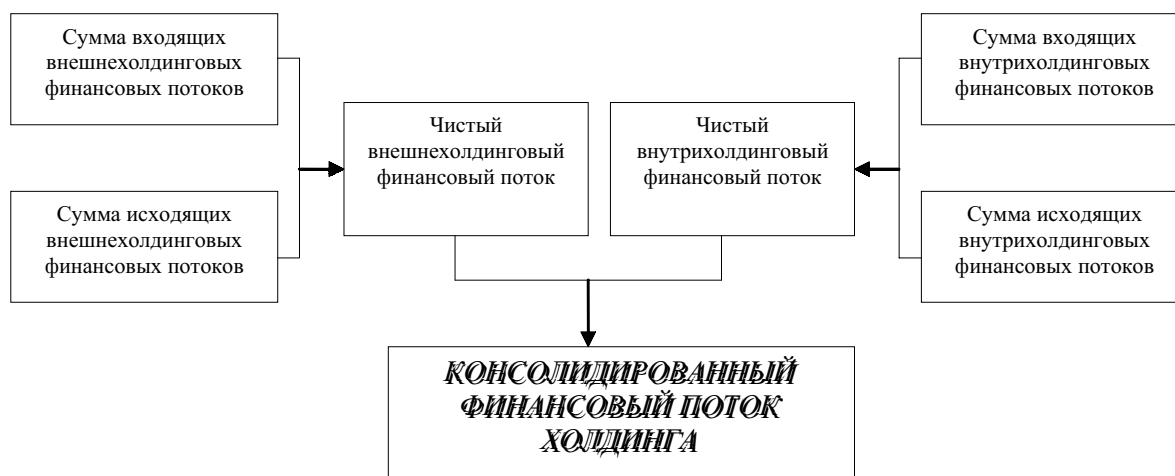 Сумма входящих
внешнехолдинговых
финансовых потоков
Сумма входящих
внутрихолдинговых
финансовых потоков
Чистый
внешнехолдинговый
финансовый поток
Чистый
внутрихолдинговый
финансовый поток
Сумма исходящих
внешнехолдинговых
финансовых потоков
Сумма исходящих
внутрихолдинговых
финансовых потоков
КОНСОЛИДИРОВАННЫЙ
ФИНАНСОВЫЙ ПОТОК
ХОЛДИНГА